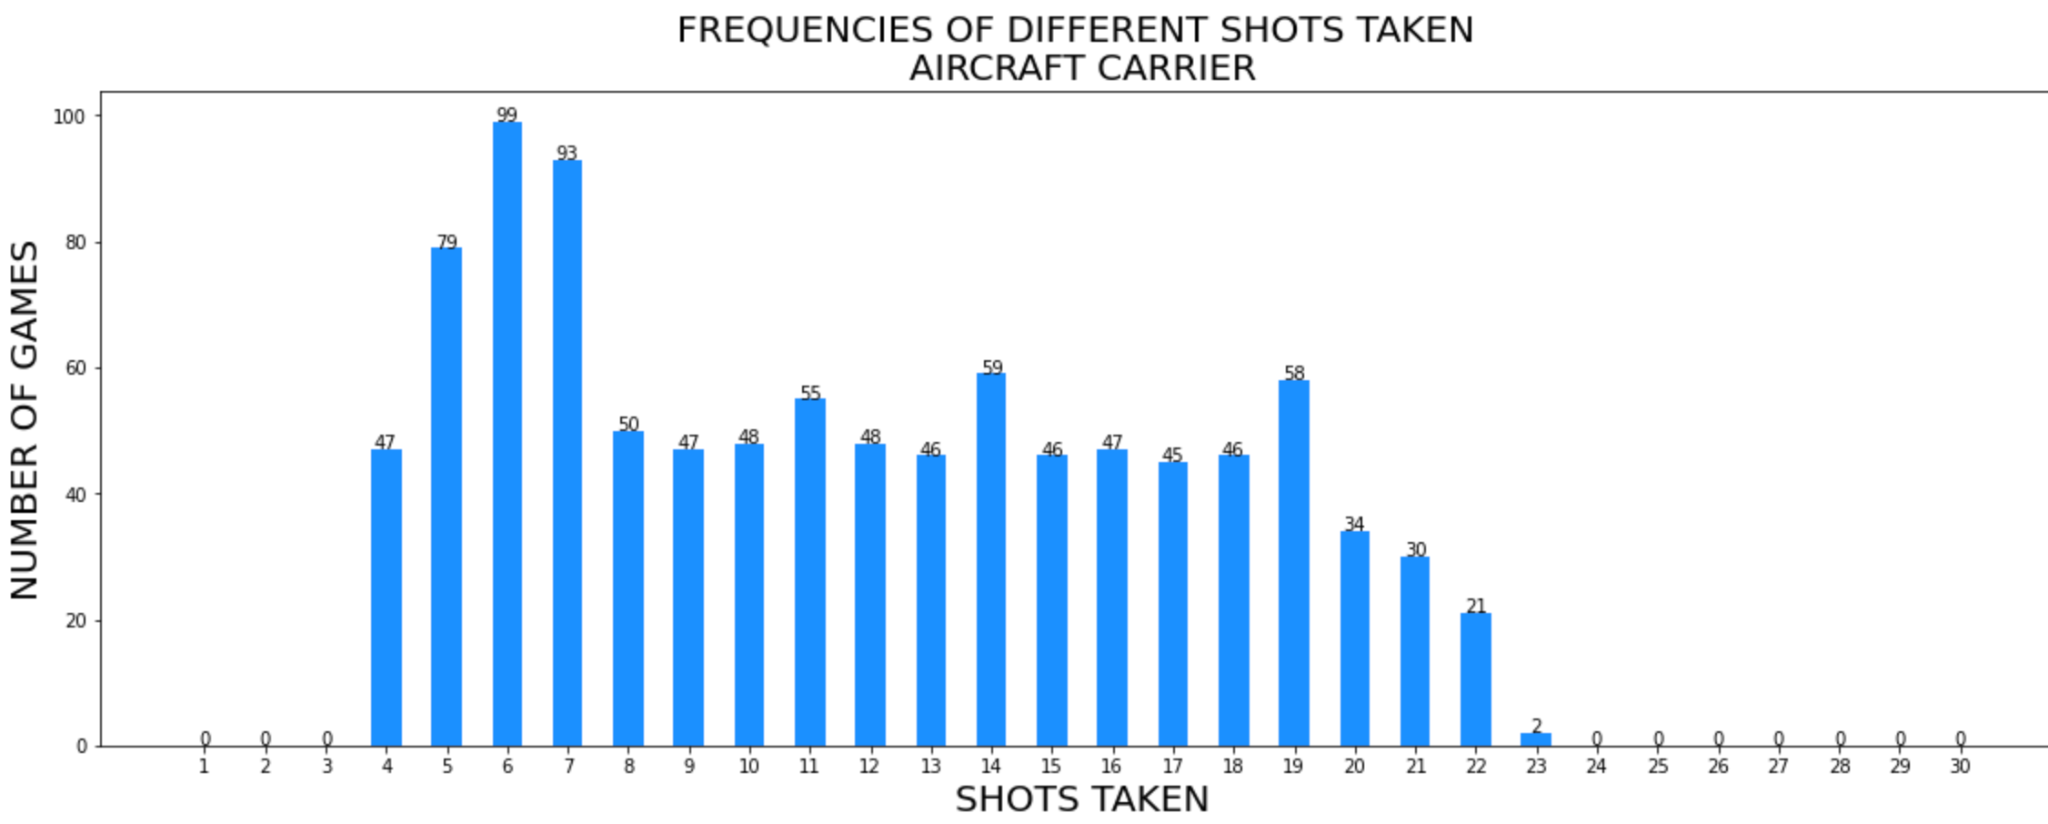 FREQUENCIES OF DIFFERENT SHOTS TAKEN
AIRCRAFT CARRIER
NUMBER OF GAMES
100
80
60
40
20
0
0 0 0 47 79 99 93 50 47 48 55 48 46 59 46 47 45 46 58 34 30 21 2 0 0 0 0 0 0 0
1 2 3 4 5 6 7 8 9 10 11 12 13 14 15 16 17 18 19 20 21 22 23 24 25 26 27 28 29 30
SHOTS TAKEN